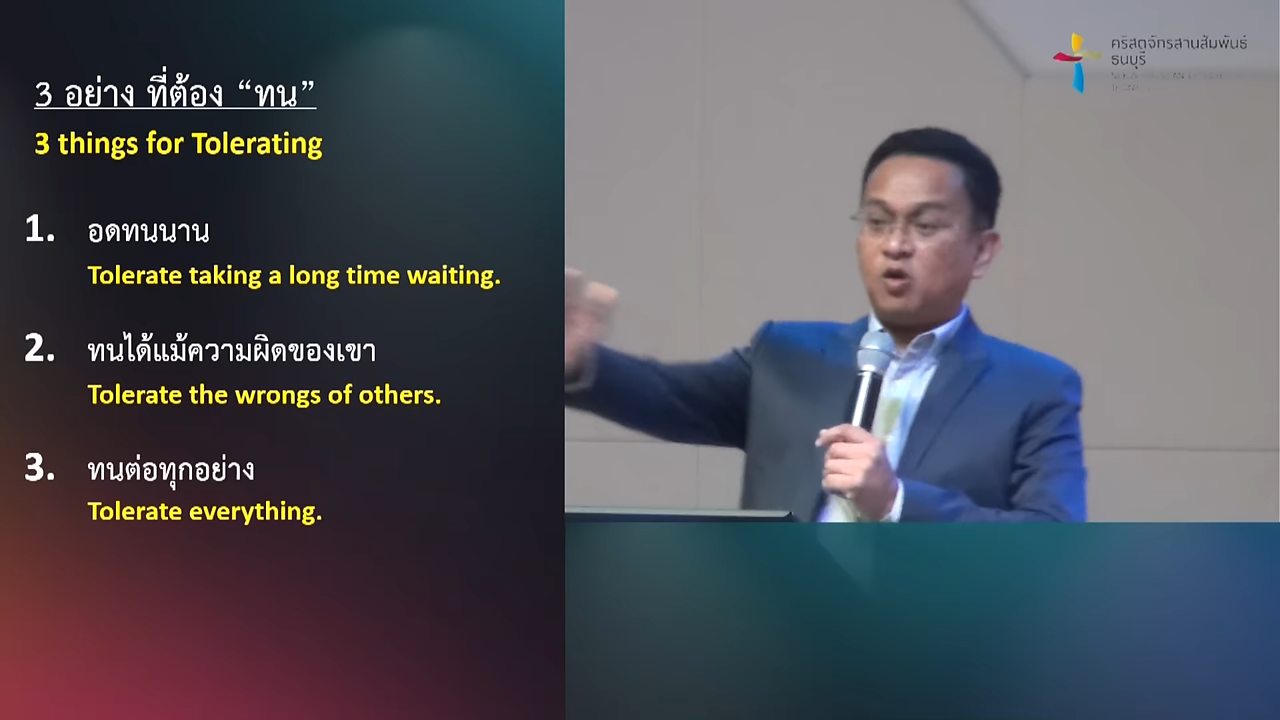 3 อย่าง ที่ต้อง “ทน”
3 things for Tolerating
1. อดทนนาน
Tolerate taking a long time waiting.
2. ทนได้แม้ความผิดของเขา
Tolerate the wrongs of others.
3. ทนต่อทุกอย่าง
Tolerate everything.
คริสตจักรสานสัมพันธ์
ธนบุรี